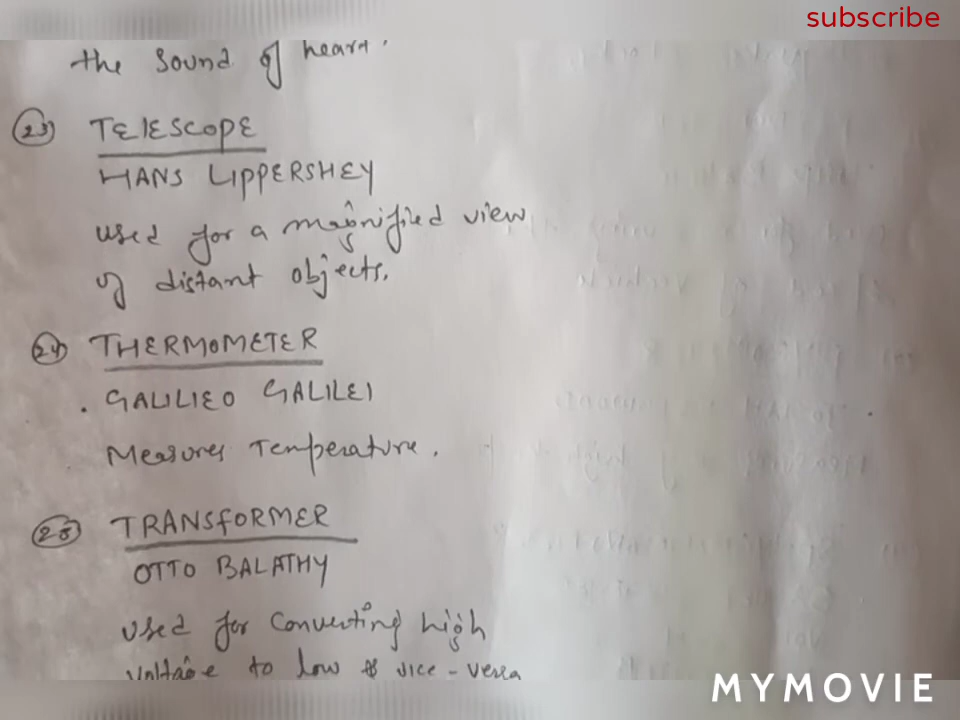 subscribe
the sound of heart.
23) TELESCOPE
HANS LIPPERSHEY
used for a magnified view
of distant objects.
24) THERMOMETER
. GALILIEO GALILEI
Measures Temperature.
25) TRANSFORMER
OTTO BALATHY
used for converting high
voltage to low & vice-versa
MYMOVIE